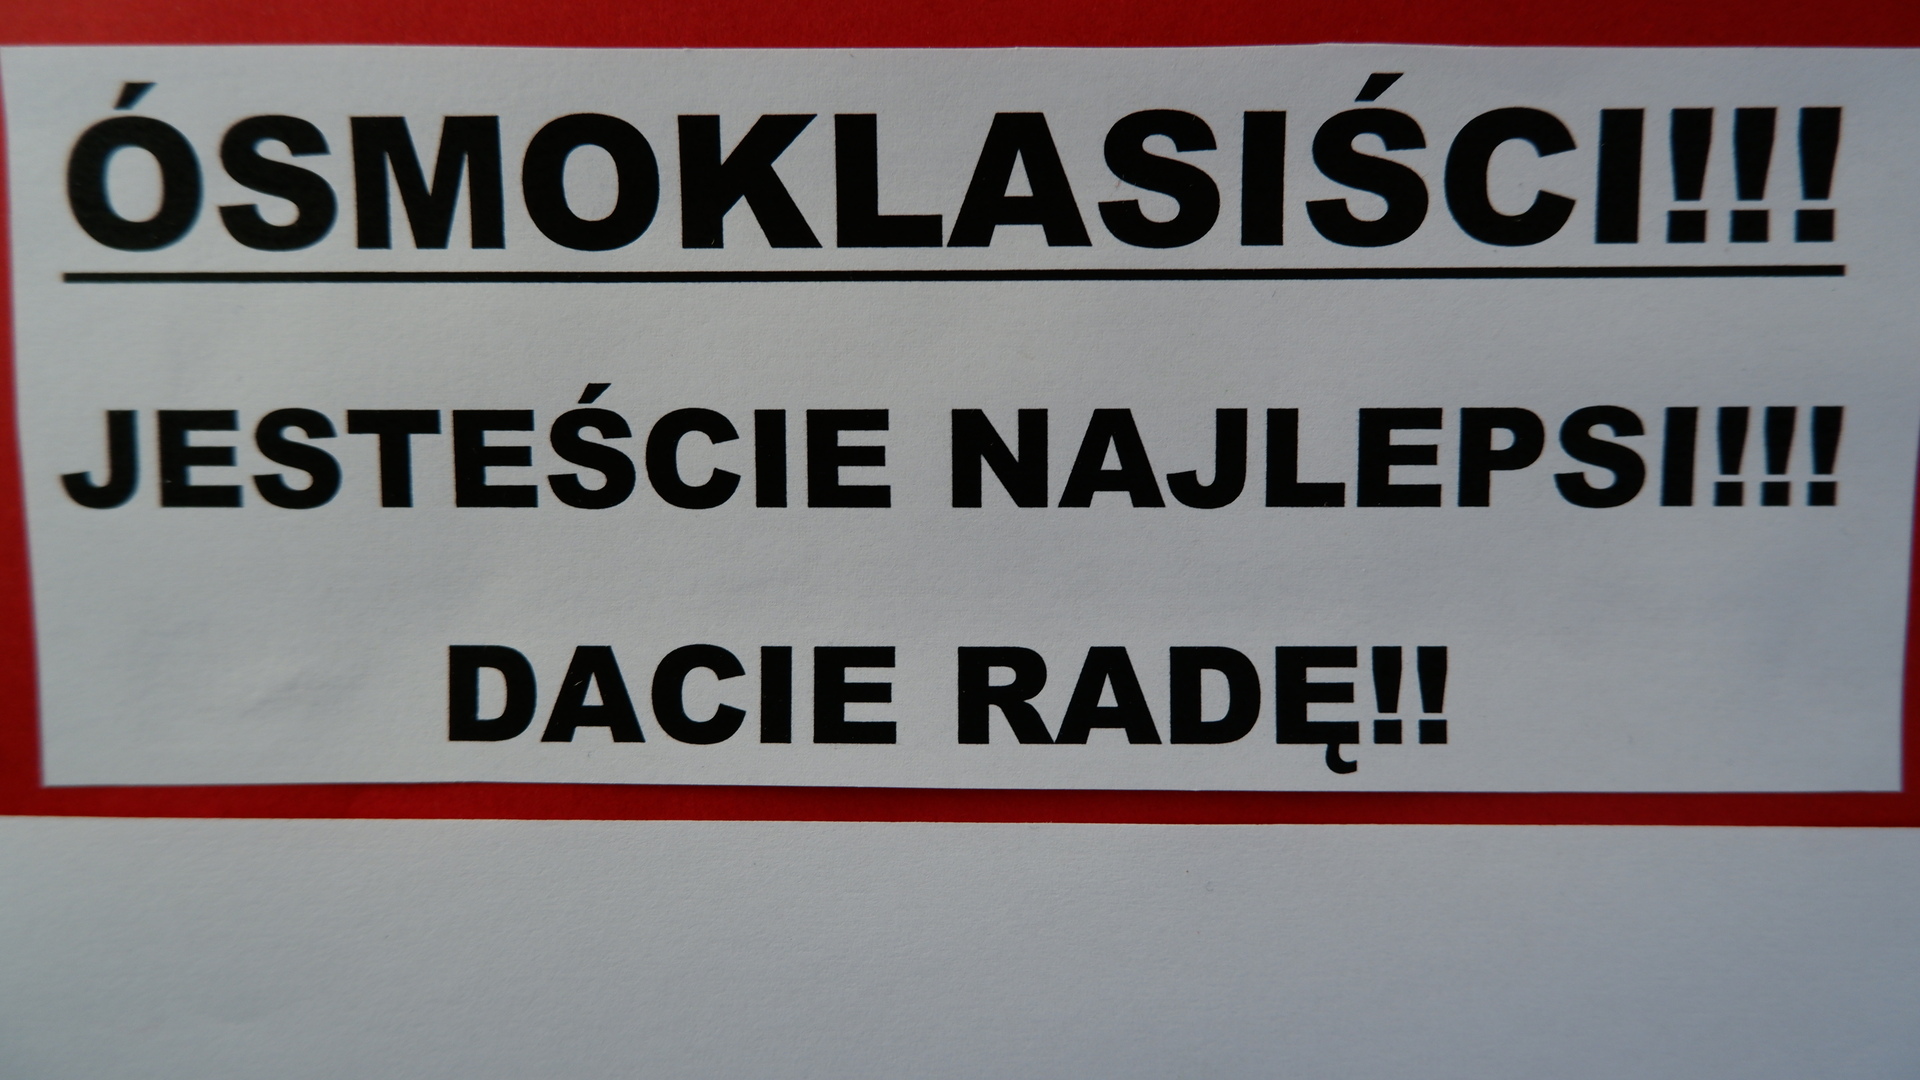 ÓSMOKLASIŚCI!!!
JESTEŚCIE NAJLEPSI!!!
DACIE RADĘ!!